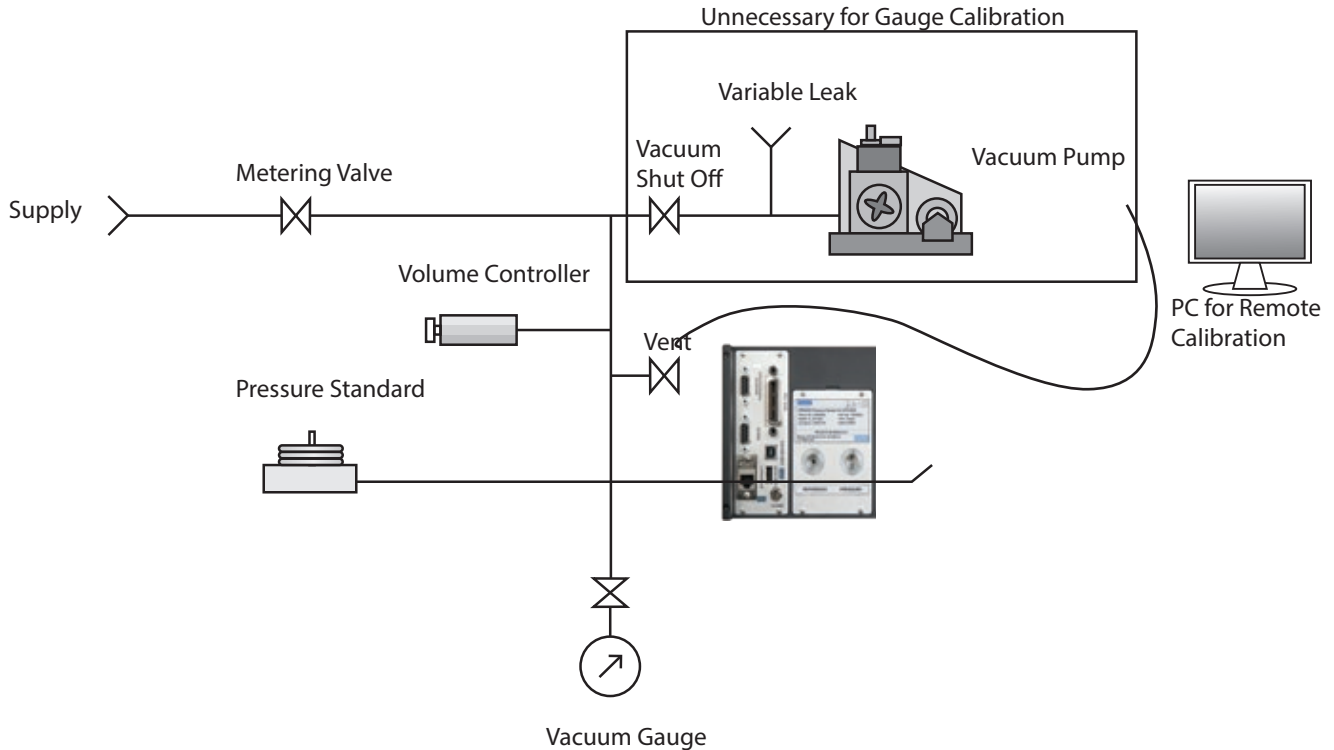 Unnecessary for Gauge Calibration
Variable Leak
Vacuum
Shut Off
Vacuum Pump
Metering Valve
Supply
Volume Controller
Vent
PC for Remote
Calibration
Pressure Standard
Vacuum Gauge